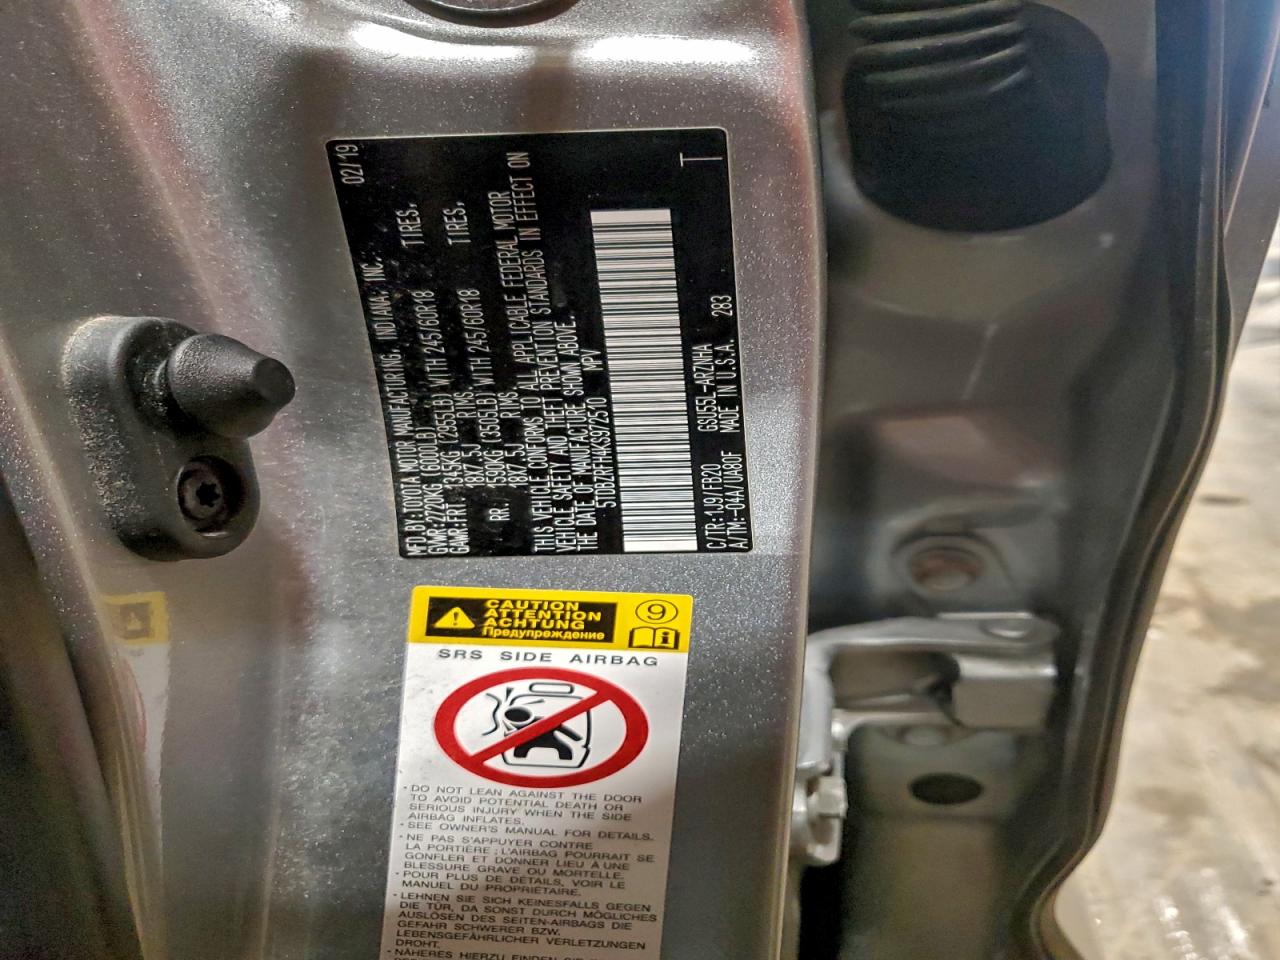 MFD.BY:TOYOTA MOTOR MANUFACTURING, INDIANA, INC. 02/19
GVWR:2720KG (6000LB)
GAWR:FRT 1345KG (2955LB) WITH 245/60R18 TIRES,
18X7.5J RIMS,
RR. 1590KG (3505LB) WITH 245/60R18 TIRES,
18X7.5J RIMS,
THIS VEHICLE CONFORMS TO ALL APPLICABLE FEDERAL MOTOR
VEHICLE SAFETY AND THEFT PREVENTION STANDARDS IN EFFECT ON
THE DATE OF MANUFACTURE SHOWN ABOVE.
5TDBZRFH4KS972510 MPV
T
C/TR:1J9/FB20 GSU55L-ARZNHA 283
A/TM:-04A/UA80F MADE IN U.S.A.
CAUTION
ATTENTION
ACHTUNG
Предупреждение
9
i
SRS SIDE AIRBAG
· DO NOT LEAN AGAINST THE DOOR
TO AVOID POTENTIAL DEATH OR
SERIOUS INJURY WHEN THE SIDE
AIRBAG INFLATES.
· SEE OWNER'S MANUAL FOR DETAILS.
· NE PAS S'APPUYER CONTRE
LA PORTIÈRE : L'AIRBAG POURRAIT SE
GONFLER ET DONNER LIEU À UNE
BLESSURE GRAVE OU MORTELLE.
· POUR PLUS DE DÉTAILS, VOIR LE
MANUEL DU PROPRIÉTAIRE.
· LEHNEN SIE SICH KEINESFALLS GEGEN
DIE TÜR, DA SONST DURCH MÖGLICHES
AUSLÖSEN DES SEITEN-AIRBAGS DIE
GEFAHR SCHWERER BZW.
LEBENSGEFÄHRLICHER VERLETZUNGEN
DROHT.
· NÄHERES HIERZU FINDEN SIE